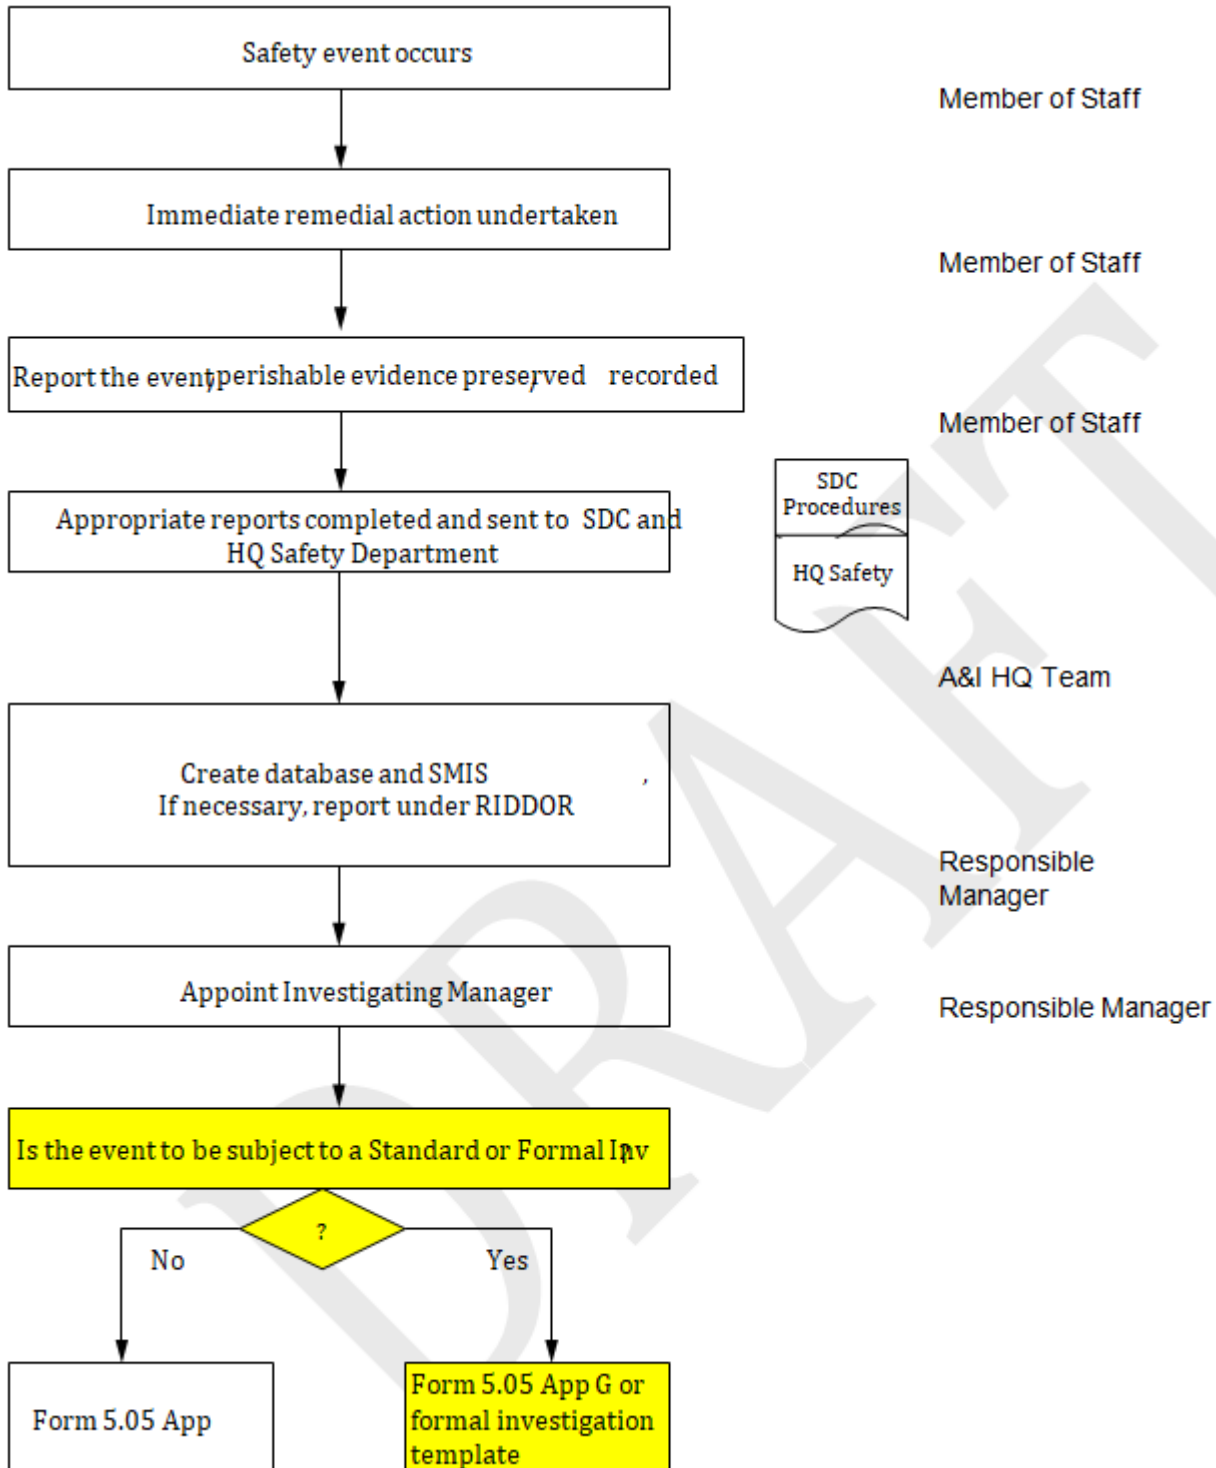 Safety event occurs
Member of Staff
Immediate remedial action undertaken
Member of Staff
Report the event, perishable evidence preserved, recorded
Member of Staff
SDC
Procedures
Appropriate reports completed and sent to SDC and
HQ Safety Department
HQ Safety
A&I HQ Team
Create database and SMIS ,
If necessary, report under RIDDOR
Responsible
Manager
Appoint Investigating Manager
Responsible Manager
Is the event to be subject to a Standard or Formal Inv?
?
No
Yes
Form 5.05 App
Form 5.05 App G or
formal investigation
template
DRAFT